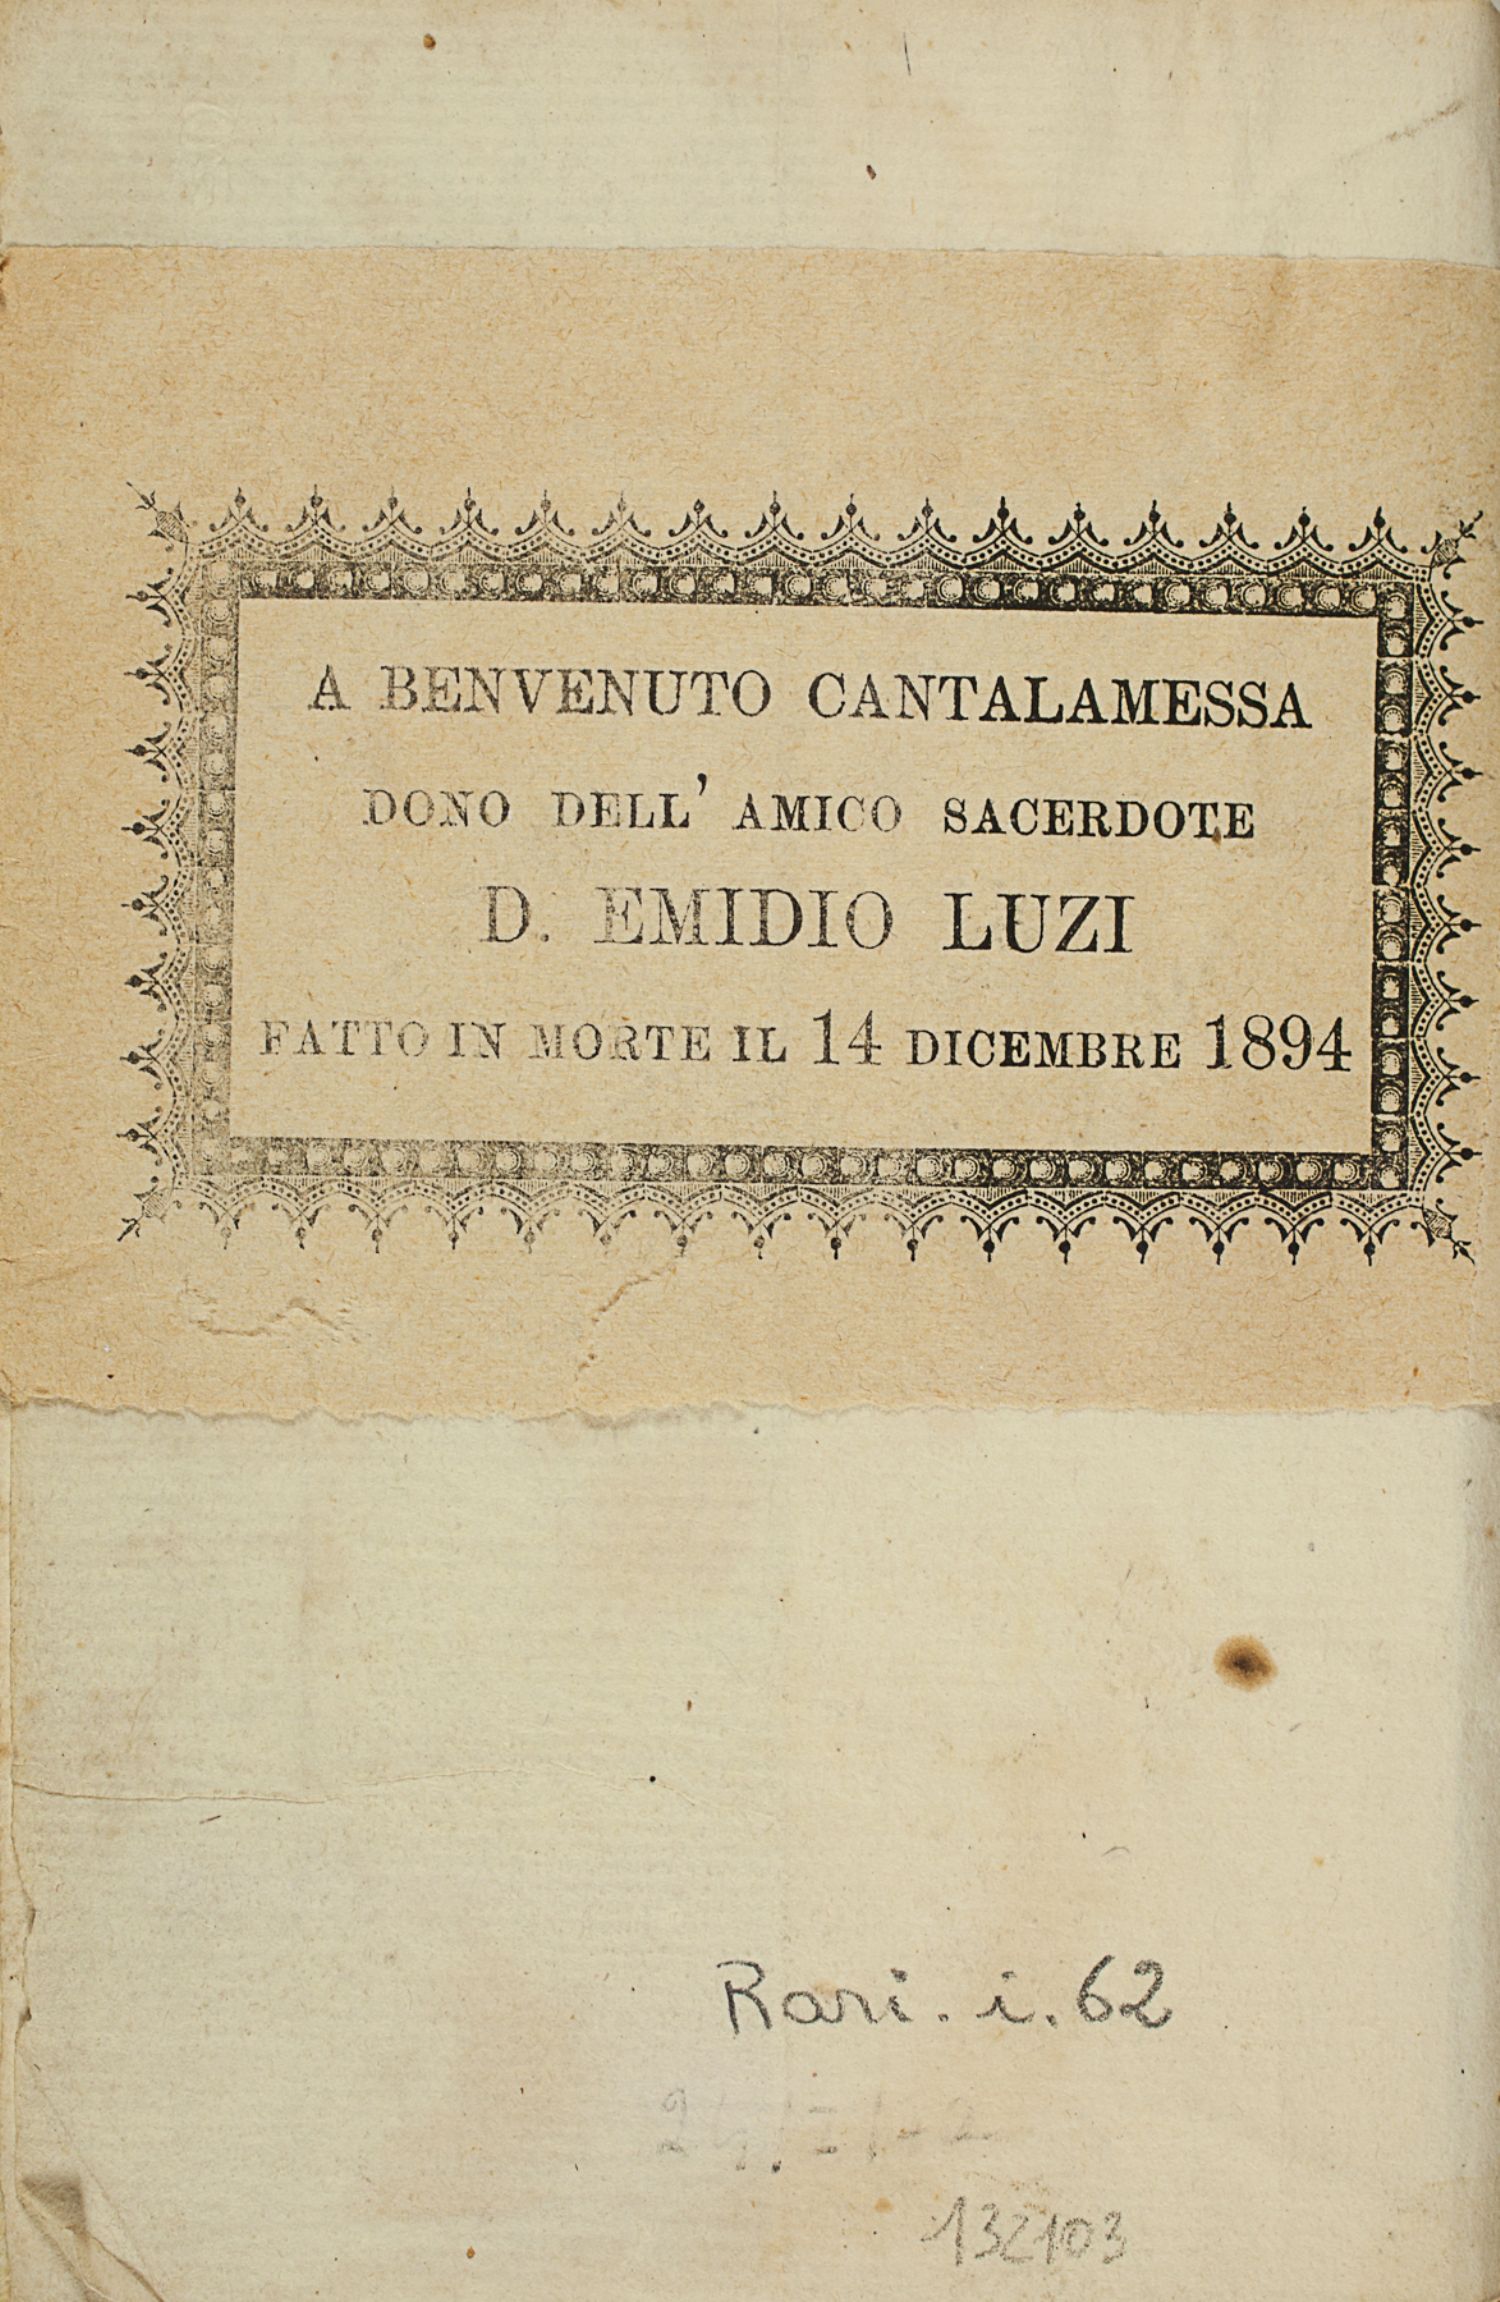 A BENVENUTO CANTALAMESSA
DONO DELL' AMICO SACERDOTE
D. EMIDIO LUZI
FATTO IN MORTE IL 14 DICEMBRE 1894
Rari. i. 62
132103